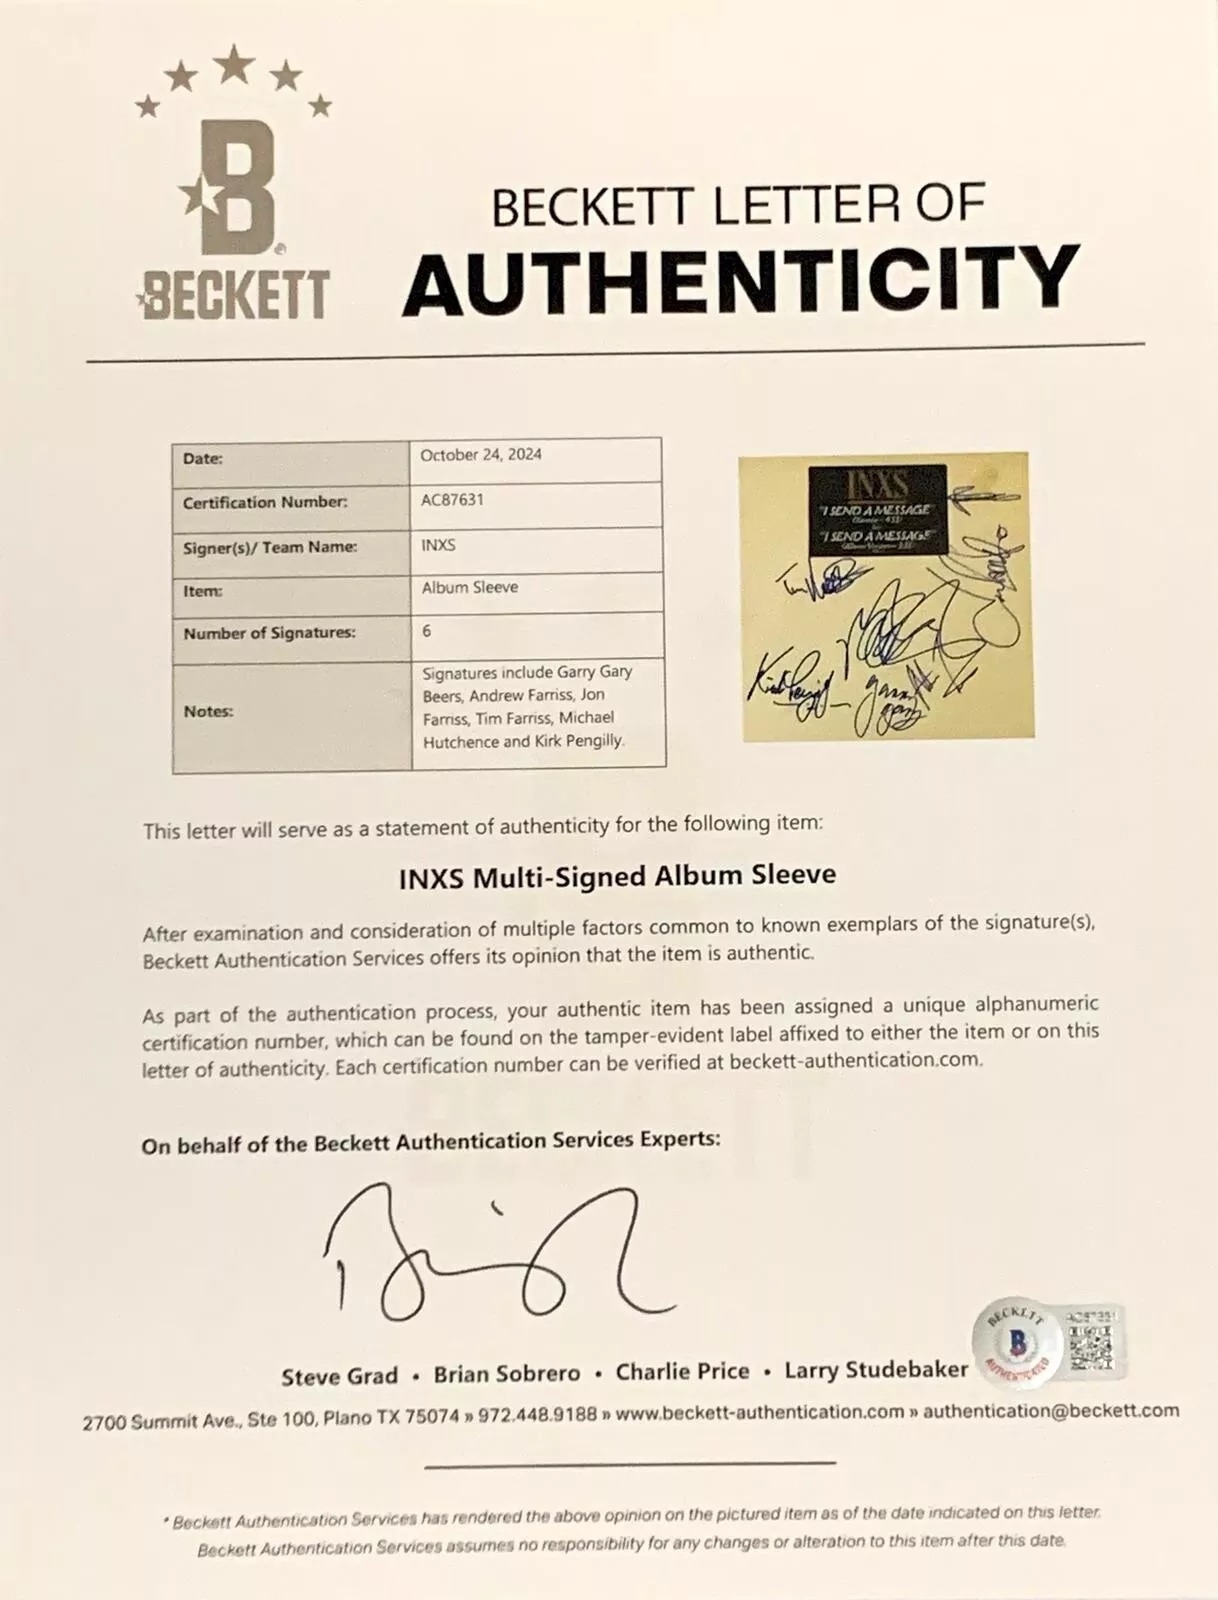 B
BECKETT
BECKETT LETTER OF
AUTHENTICITY
Date: October 24, 2024
Certification Number: AC87631
Signer(s)/ Team Name: INXS
Item: Album Sleeve
Number of Signatures: 6
Notes: Signatures include Garry Gary
Beers, Andrew Farriss, Jon
Farriss, Tim Farriss, Michael
Hutchence and Kirk Pengilly.
INXS
"I SEND A MESSAGE"
"I SEND A MESSAGE"
Tim
Kirk Pengilly
garry
gary
This letter will serve as a statement of authenticity for the following item:
INXS Multi-Signed Album Sleeve
After examination and consideration of multiple factors common to known exemplars of the signature(s),
Beckett Authentication Services offers its opinion that the item is authentic.
As part of the authentication process, your authentic item has been assigned a unique alphanumeric
certification number, which can be found on the tamper-evident label affixed to either the item or on this
letter of authenticity. Each certification number can be verified at beckett-authentication.com.
On behalf of the Beckett Authentication Services Experts:
Steve Grad • Brian Sobrero • Charlie Price • Larry Studebaker
BECKETT
B
AUTHENTICATED
2700 Summit Ave., Ste 100, Plano TX 75074 » 972.448.9188 » www.beckett-authentication.com » authentication@beckett.com
* Beckett Authentication Services has rendered the above opinion on the pictured item as of the date indicated on this letter.
Beckett Authentication Services assumes no responsibility for any changes or alteration to this item after this date.